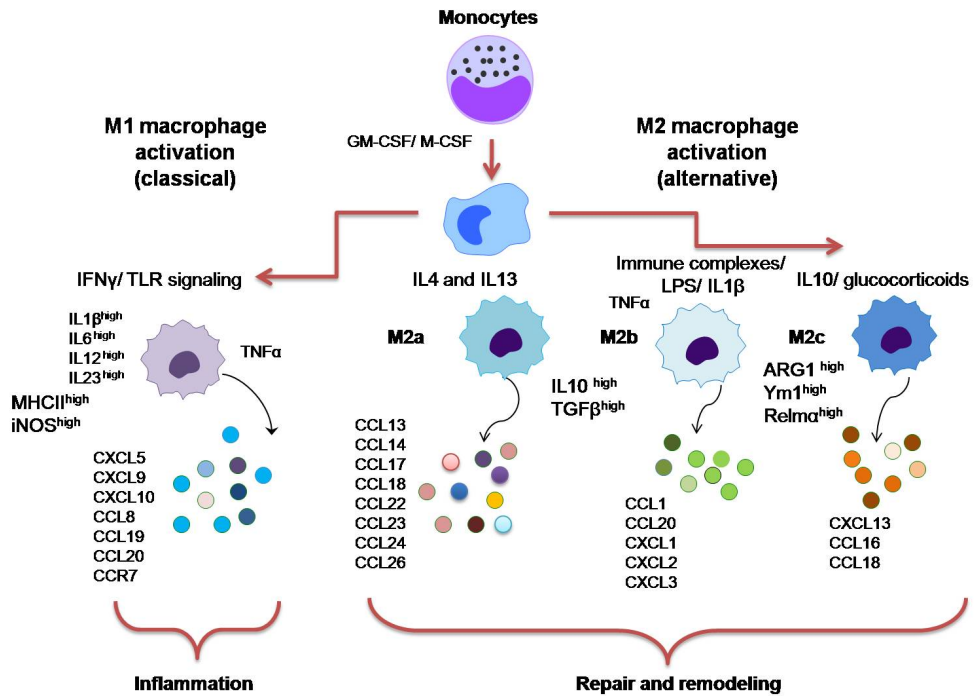 Monocytes
GM-CSF/ M-CSF
M1 macrophage
activation
(classical)
M2 macrophage
activation
(alternative)
IFNγ/ TLR signaling
IL1βhigh
IL6high
IL12high
IL23high
TNFα
MHCIIhigh
iNOShigh
CXCL5
CXCL9
CXCL10
CCL8
CCL19
CCL20
CCR7
Inflammation
IL4 and IL13
M2a
IL10 high
TGFβhigh
CCL13
CCL14
CCL17
CCL18
CCL22
CCL23
CCL24
CCL26
Immune complexes/
LPS/ IL1β
TNFα
M2b
CCL1
CCL20
CXCL1
CXCL2
CXCL3
IL10/ glucocorticoids
M2c
ARG1 high
Ym1high
Relmαhigh
CXCL13
CCL16
CCL18
Repair and remodeling